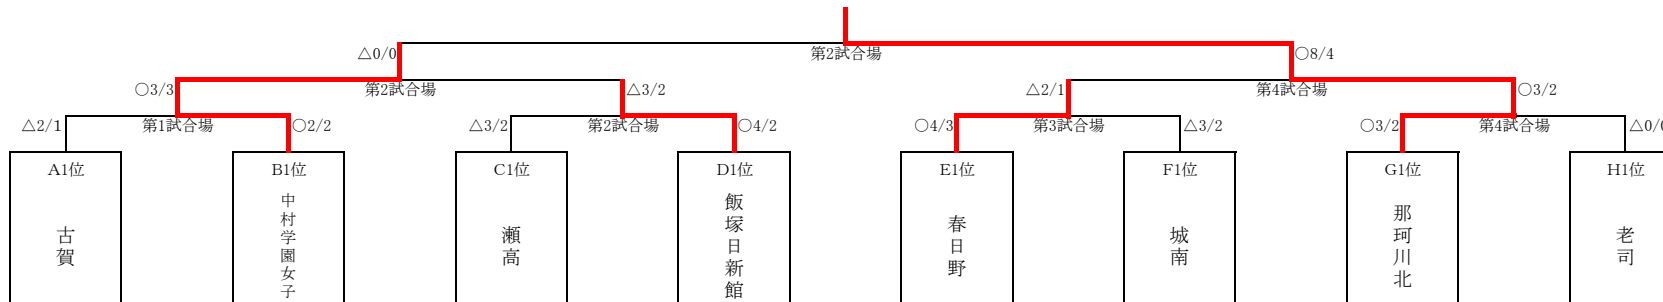 第2試合場
△0/0
○8/4
第2試合場
第4試合場
○3/3
△3/2
△2/1
○3/2
第1試合場
第2試合場
第3試合場
第4試合場
△2/1
○2/2
△3/2
○4/2
○4/3
△3/2
○3/2
△0/0
A1位
B1位
C1位
D1位
E1位
F1位
G1位
H1位
古賀
中村学園女子
瀬高
飯塚日新館
春日野
城南
那珂川北
老司